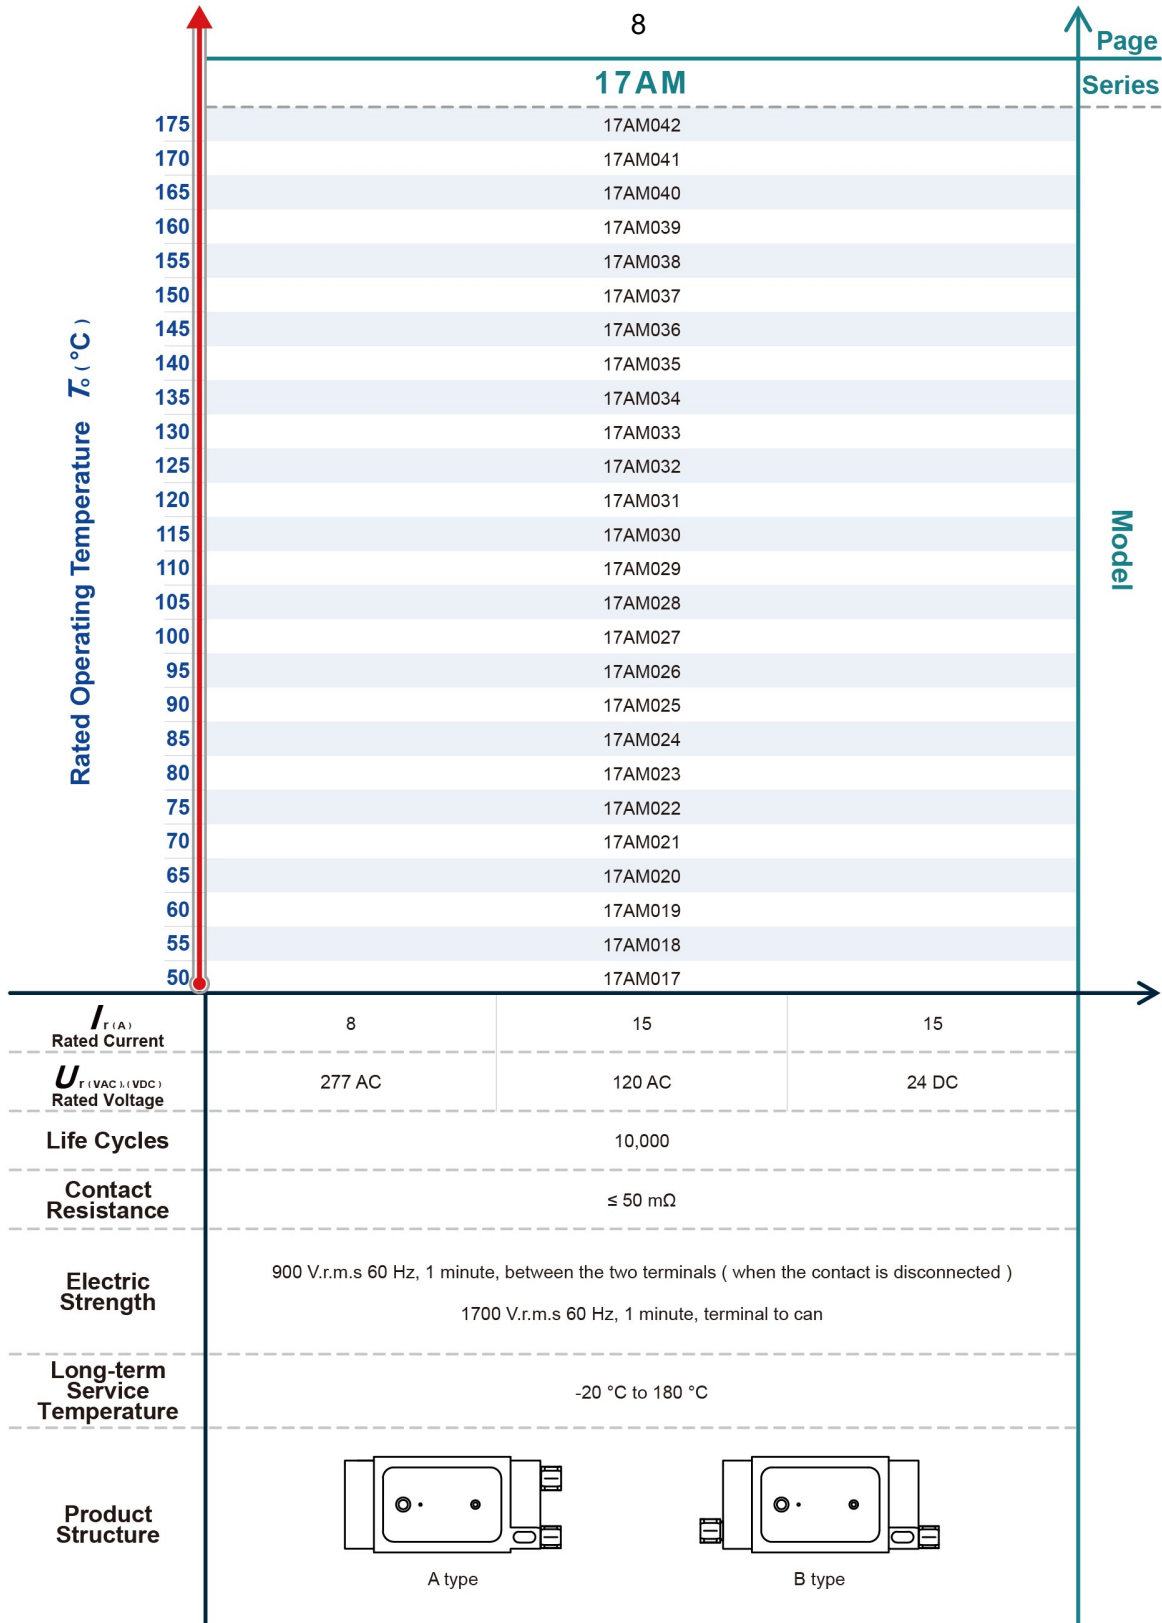 8
Page
17AM
Series
175 17AM042
170 17AM041
165 17AM040
160 17AM039
155 17AM038
150 17AM037
145 17AM036
140 17AM035
135 17AM034
130 17AM033
125 17AM032
120 17AM031
115 17AM030
110 17AM029
105 17AM028
100 17AM027
95 17AM026
90 17AM025
85 17AM024
80 17AM023
75 17AM022
70 17AM021
65 17AM020
60 17AM019
55 17AM018
50 17AM017
Rated Operating Temperature To (°C)
Model
Ir (A)
Rated Current
8 15 15
Ur (VAC), (VDC)
Rated Voltage
277 AC 120 AC 24 DC
Life Cycles
10,000
Contact
Resistance
≤ 50 mΩ
Electric
Strength
900 V.r.m.s 60 Hz, 1 minute, between the two terminals ( when the contact is disconnected )
1700 V.r.m.s 60 Hz, 1 minute, terminal to can
Long-term
Service
Temperature
-20 °C to 180 °C
Product
Structure
A type B type